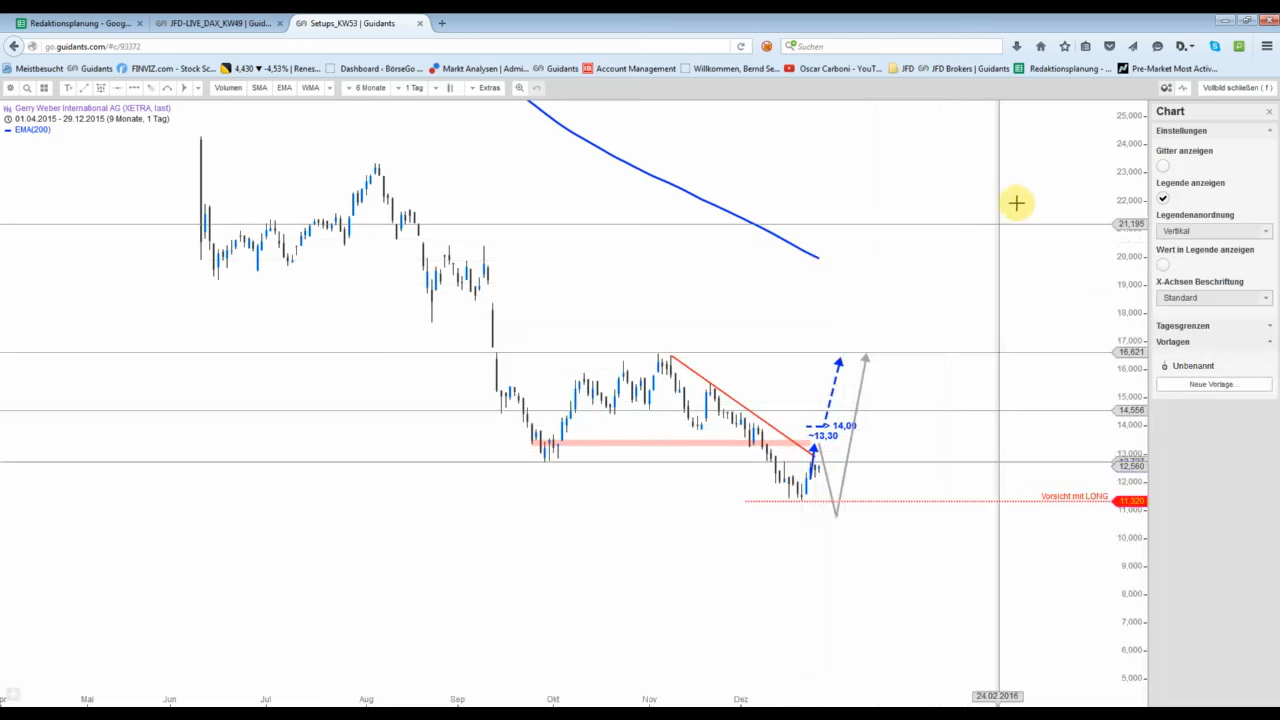 Redaktionsplanung - Goog...
JFD-LIVE_DAX_KW49 | Guid...
Setups_KW53 | Guidants
go.guidants.com/#c/93372
Suchen
Meistbesucht
Guidants
FINVIZ.com - Stock Sc...
4,430 ▼ -4,53% | Renes...
Dashboard - BörseGo ...
Markt Analysen | Admi...
Guidants
Account Management
Willkommen, Bernd Se...
Oscar Carboni - YouT...
JFD
JFD Brokers | Guidants
Redaktionsplanung - ...
Pre-Market Most Activ...
Volumen
SMA
EMA
WMA
6 Monate
1 Tag
Extras
Vollbild schließen ( f )
Gerry Weber International AG (XETRA, last)
01.04.2015 - 29.12.2015 (9 Monate, 1 Tag)
EMA(200)
25,000
24,000
23,000
22,000
21,195
20,000
19,000
18,000
17,000
16,621
16,000
15,000
14,556
14,000
13,000
12,560
12,000
11,320
11,000
10,000
9,000
8,000
7,000
6,000
5,000
14,00
~13,30
Vorsicht mit LONG
Mai
Jun
Jul
Aug
Sep
Okt
Nov
Dez
24.02.2016
Chart
Einstellungen
Gitter anzeigen
Legende anzeigen
Legendenanordnung
Vertikal
Wert in Legende anzeigen
X-Achsen Beschriftung
Standard
Tagesgrenzen
Vorlagen
Unbenannt
Neue Vorlage...